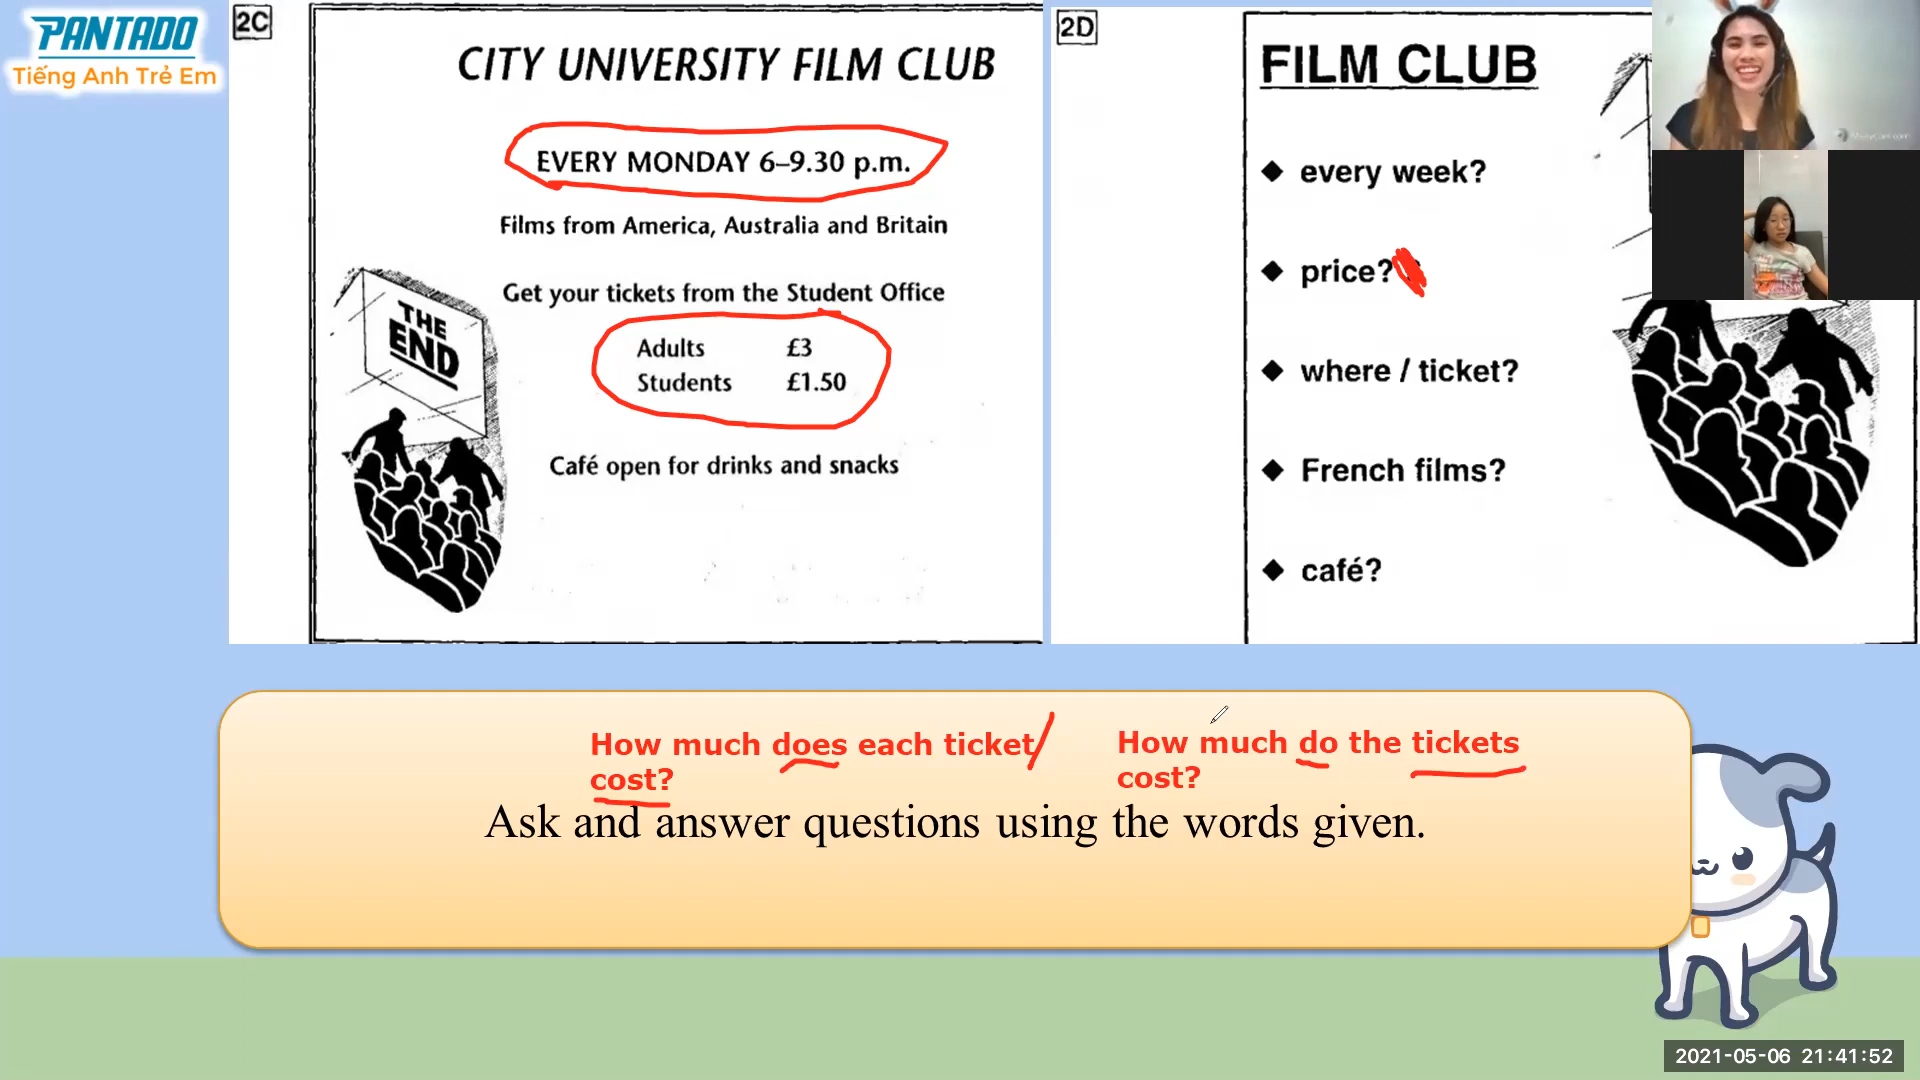 PANTADO
Tiếng Anh Trẻ Em
2C
CITY UNIVERSITY FILM CLUB
EVERY MONDAY 6–9.30 p.m.
Films from America, Australia and Britain
Get your tickets from the Student Office
Adults £3
Students £1.50
Café open for drinks and snacks
THE
END
2D
FILM CLUB
◆ every week?
◆ price?
◆ where / ticket?
◆ French films?
◆ café?
How much does each ticket/
cost?
How much do the tickets
cost?
Ask and answer questions using the words given.
2021-05-06 21:41:52